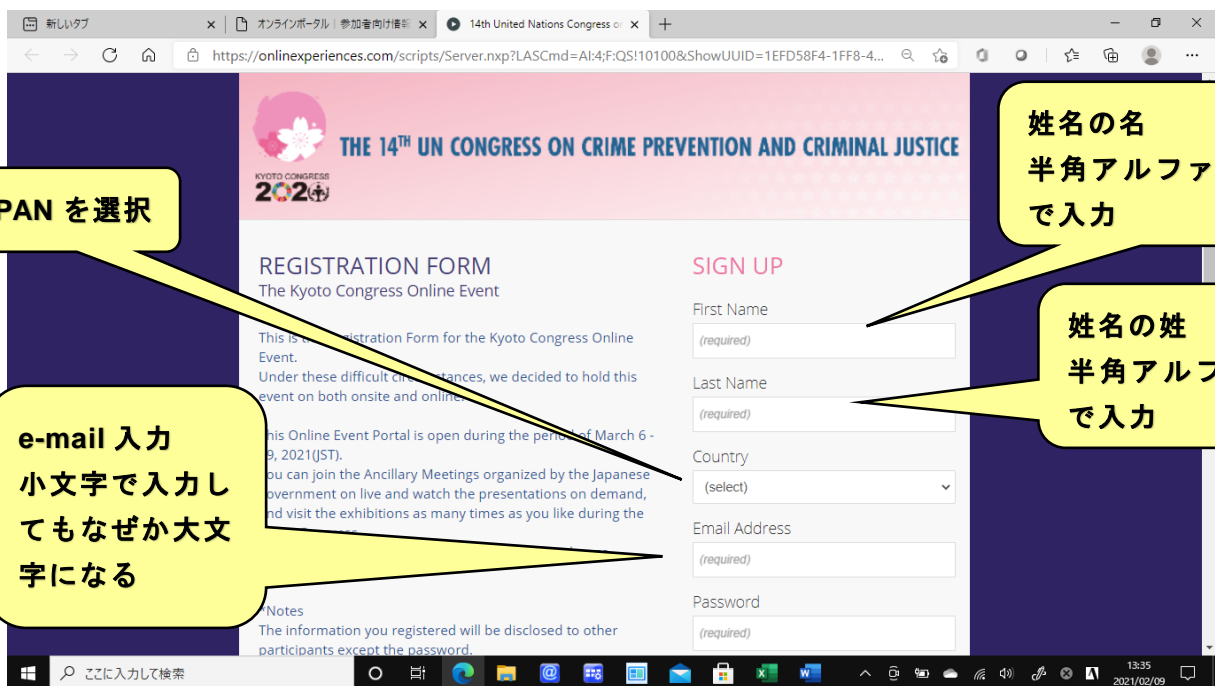 新しいタブ
オンラインポータル｜参加者向け情報
14th United Nations Congress on
https://onlinexperiences.com/scripts/Server.nxp?LASCmd=AI:4;F:QS!10100&ShowUUID=1EFD58F4-1FF8-4...
THE 14TH UN CONGRESS ON CRIME PREVENTION AND CRIMINAL JUSTICE
KYOTO CONGRESS
2020
姓名の名
半角アルファ
で入力
PAN を選択
REGISTRATION FORM
The Kyoto Congress Online Event
This is the Registration Form for the Kyoto Congress Online
Event.
Under these difficult circumstances, we decided to hold this
event on both onsite and online.
This Online Event Portal is open during the period of March 6 -
9, 2021(JST).
You can join the Ancillary Meetings organized by the Japanese
Government on live and watch the presentations on demand,
and visit the exhibitions as many times as you like during the
*Notes
The information you registered will be disclosed to other
participants except the password.
SIGN UP
First Name
(required)
Last Name
(required)
Country
(select)
Email Address
(required)
Password
(required)
姓名の姓
半角アルフ
で入力
e-mail 入力
小文字で入力し
てもなぜか大文
字になる
ここに入力して検索
13:35
2021/02/09